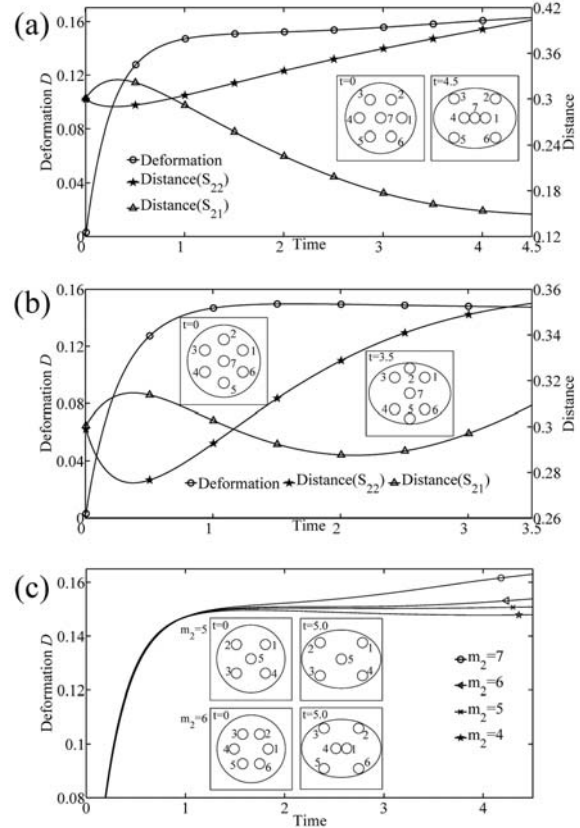 (a)
0.16
0.12
0.08
0.04
0
Deformation D
0.42
0.36
0.30
0.24
0.18
0.12
Distance
t=0
3 2
4 7 1
5 6
t=4.5
3 2
7
4 1
5 6
Deformation
Distance(S22)
Distance(S21)
0 1 2 3 4 4.5
Time
(b)
0.16
0.12
0.08
0.04
0
Deformation D
0.36
0.34
0.32
0.30
0.28
0.26
Distance
t=0
2
3 1
7
4 6
5
t=3.5
3 2 1
7
4 5 6
Deformation Distance(S22) Distance(S21)
0 1 2 3 3.5
Time
(c)
0.16
0.14
0.12
0.1
0.08
Deformation D
m2=5
t=0
2 1
5
3 4
t=5.0
2 1
5
3 4
m2=6
t=0
3 2
4 1
5 6
t=5.0
3 2
4 1
5 6
m2=7
m2=6
m2=5
m2=4
0 1 2 3 4
Time